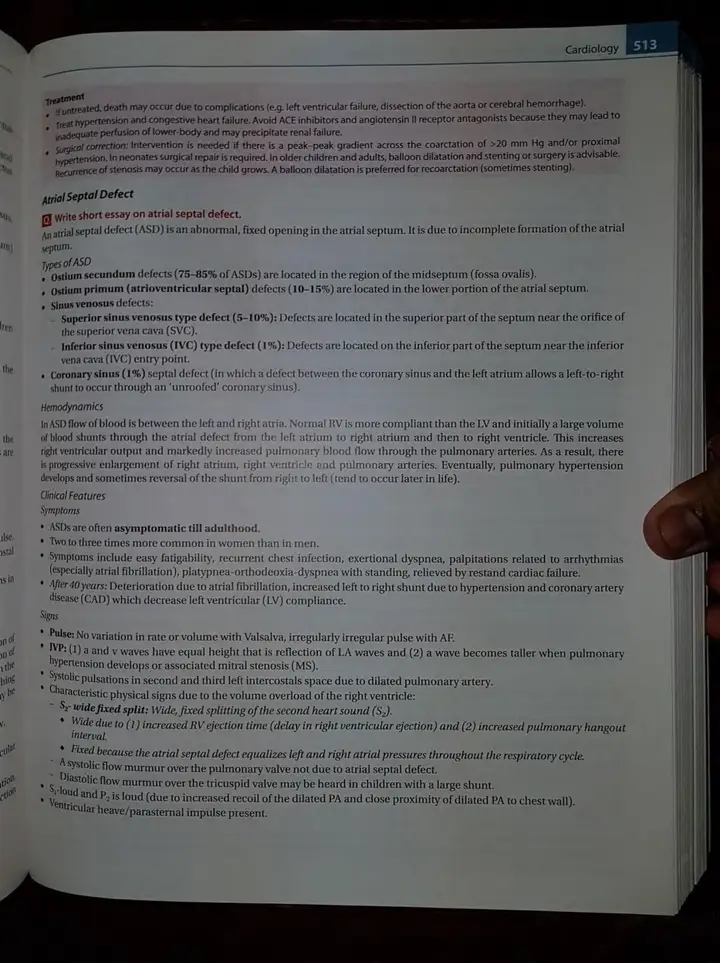 Cardiology 513
Treatment
• If untreated, death may occur due to complications (e.g. left ventricular failure, dissection of the aorta or cerebral hemorrhage).
• Treat hypertension and congestive heart failure. Avoid ACE inhibitors and angiotensin II receptor antagonists because they may lead to
inadequate perfusion of lower-body and may precipitate renal failure.
• Surgical correction: Intervention is needed if there is a peak–peak gradient across the coarctation of >20 mm Hg and/or proximal
hypertension. In neonates surgical repair is required. In older children and adults, balloon dilatation and stenting or surgery is advisable.
Recurrence of stenosis may occur as the child grows. A balloon dilatation is preferred for recoarctation (sometimes stenting).
Atrial Septal Defect
Q Write short essay on atrial septal defect.
An atrial septal defect (ASD) is an abnormal, fixed opening in the atrial septum. It is due to incomplete formation of the atrial
septum.
Types of ASD
• Ostium secundum defects (75–85% of ASDs) are located in the region of the midseptum (fossa ovalis).
• Ostium primum (atrioventricular septal) defects (10–15%) are located in the lower portion of the atrial septum.
• Sinus venosus defects:
– Superior sinus venosus type defect (5–10%): Defects are located in the superior part of the septum near the orifice of
the superior vena cava (SVC).
– Inferior sinus venosus (IVC) type defect (1%): Defects are located on the inferior part of the septum near the inferior
vena cava (IVC) entry point.
• Coronary sinus (1%) septal defect (in which a defect between the coronary sinus and the left atrium allows a left-to-right
shunt to occur through an ‘unroofed’ coronary sinus).
Hemodynamics
In ASD flow of blood is between the left and right atria. Normal RV is more compliant than the LV and initially a large volume
of blood shunts through the atrial defect from the left atrium to right atrium and then to right ventricle. This increases
right ventricular output and markedly increased pulmonary blood flow through the pulmonary arteries. As a result, there
is progressive enlargement of right atrium, right ventricle and pulmonary arteries. Eventually, pulmonary hypertension
develops and sometimes reversal of the shunt from right to left (tend to occur later in life).
Clinical Features
Symptoms
• ASDs are often asymptomatic till adulthood.
• Two to three times more common in women than in men.
• Symptoms include easy fatigability, recurrent chest infection, exertional dyspnea, palpitations related to arrhythmias
(especially atrial fibrillation), platypnea-orthodeoxia-dyspnea with standing, relieved by restand cardiac failure.
• After 40 years: Deterioration due to atrial fibrillation, increased left to right shunt due to hypertension and coronary artery
disease (CAD) which decrease left ventricular (LV) compliance.
Signs
• Pulse: No variation in rate or volume with Valsalva, irregularly irregular pulse with AF.
• JVP: (1) a and v waves have equal height that is reflection of LA waves and (2) a wave becomes taller when pulmonary
hypertension develops or associated mitral stenosis (MS).
• Systolic pulsations in second and third left intercostals space due to dilated pulmonary artery.
• Characteristic physical signs due to the volume overload of the right ventricle:
– S2- wide fixed split: Wide, fixed splitting of the second heart sound (S2).
♦ Wide due to (1) increased RV ejection time (delay in right ventricular ejection) and (2) increased pulmonary hangout
interval.
♦ Fixed because the atrial septal defect equalizes left and right atrial pressures throughout the respiratory cycle.
– A systolic flow murmur over the pulmonary valve not due to atrial septal defect.
– Diastolic flow murmur over the tricuspid valve may be heard in children with a large shunt.
• S1-loud and P2 is loud (due to increased recoil of the dilated PA and close proximity of dilated PA to chest wall).
• Ventricular heave/parasternal impulse present.